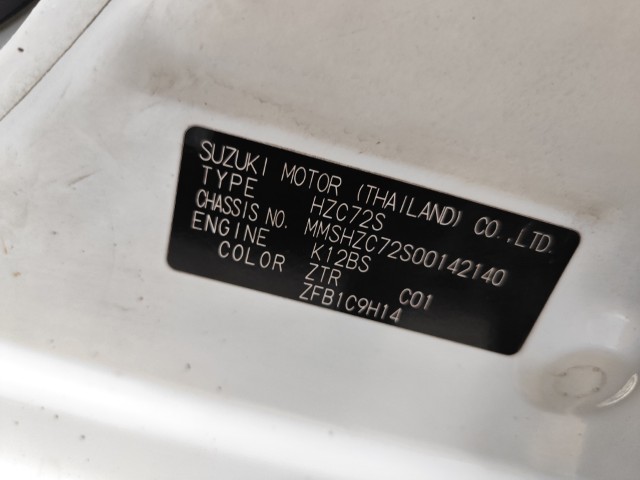 SUZUKI MOTOR (THAILAND) CO.,LTD.
TYPE HZC72S
CHASSIS NO. MMSHZC72S00142140
ENGINE K12BS
COLOR ZTR C01
ZFB1C9H14